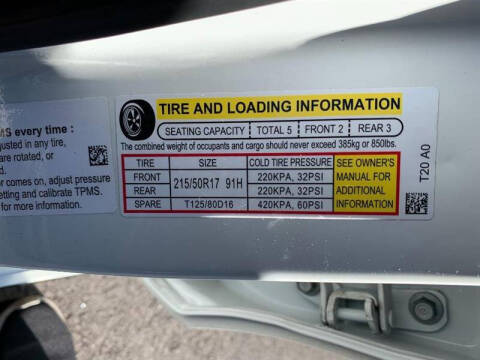 MS every time :
djusted in any tire,
are rotated, or
d.
or comes on, adjust pressure
setting and calibrate TPMS.
for more information.
TIRE AND LOADING INFORMATION
SEATING CAPACITY TOTAL 5 FRONT 2 REAR 3
The combined weight of occupants and cargo should never exceed 385kg or 850lbs.
TIRE SIZE COLD TIRE PRESSURE SEE OWNER'S
FRONT 215/50R17 91H 220KPA, 32PSI MANUAL FOR
REAR 220KPA, 32PSI ADDITIONAL
SPARE T125/80D16 420KPA, 60PSI INFORMATION
T20 A0